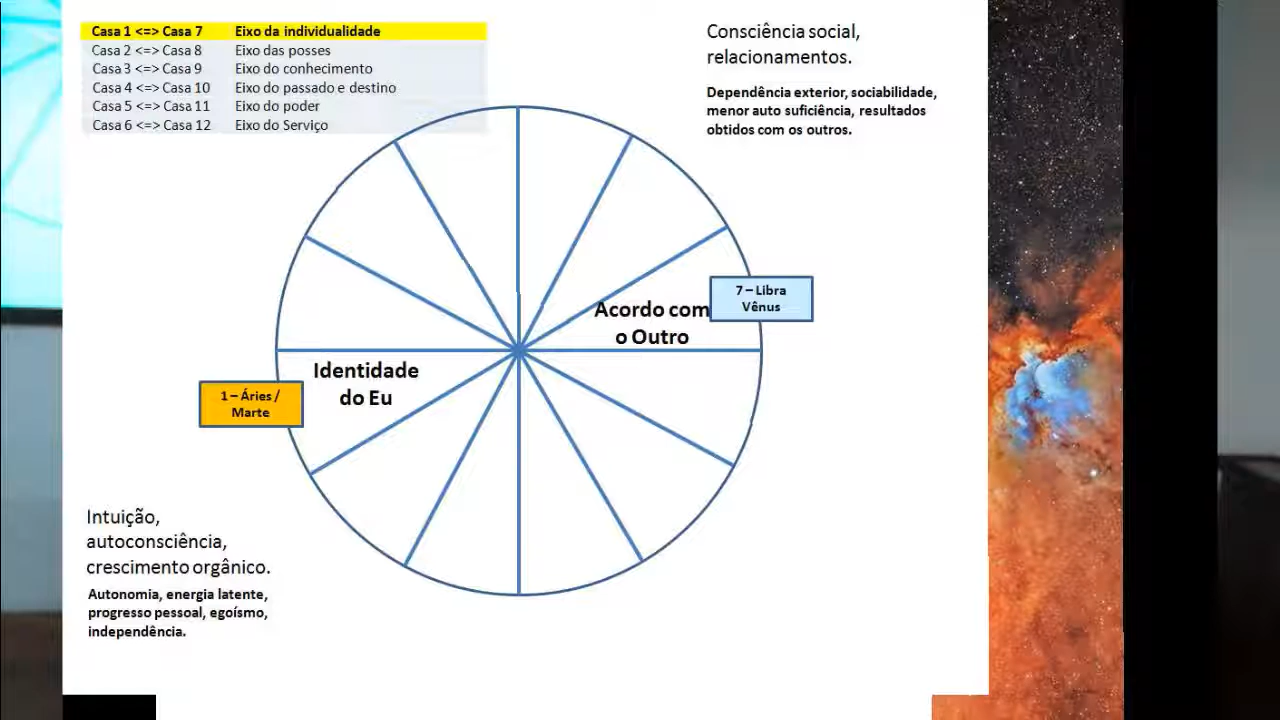 Casa 1 <=> Casa 7 Eixo da individualidade
Casa 2 <=> Casa 8 Eixo das posses
Casa 3 <=> Casa 9 Eixo do conhecimento
Casa 4 <=> Casa 10 Eixo do passado e destino
Casa 5 <=> Casa 11 Eixo do poder
Casa 6 <=> Casa 12 Eixo do Serviço
Consciência social,
relacionamentos.
Dependência exterior, sociabilidade,
menor auto suficiência, resultados
obtidos com os outros.
7 – Libra
Vênus
Acordo com
o Outro
Identidade
do Eu
1 – Áries /
Marte
Intuição,
autoconsciência,
crescimento orgânico.
Autonomia, energia latente,
progresso pessoal, egoísmo,
independência.